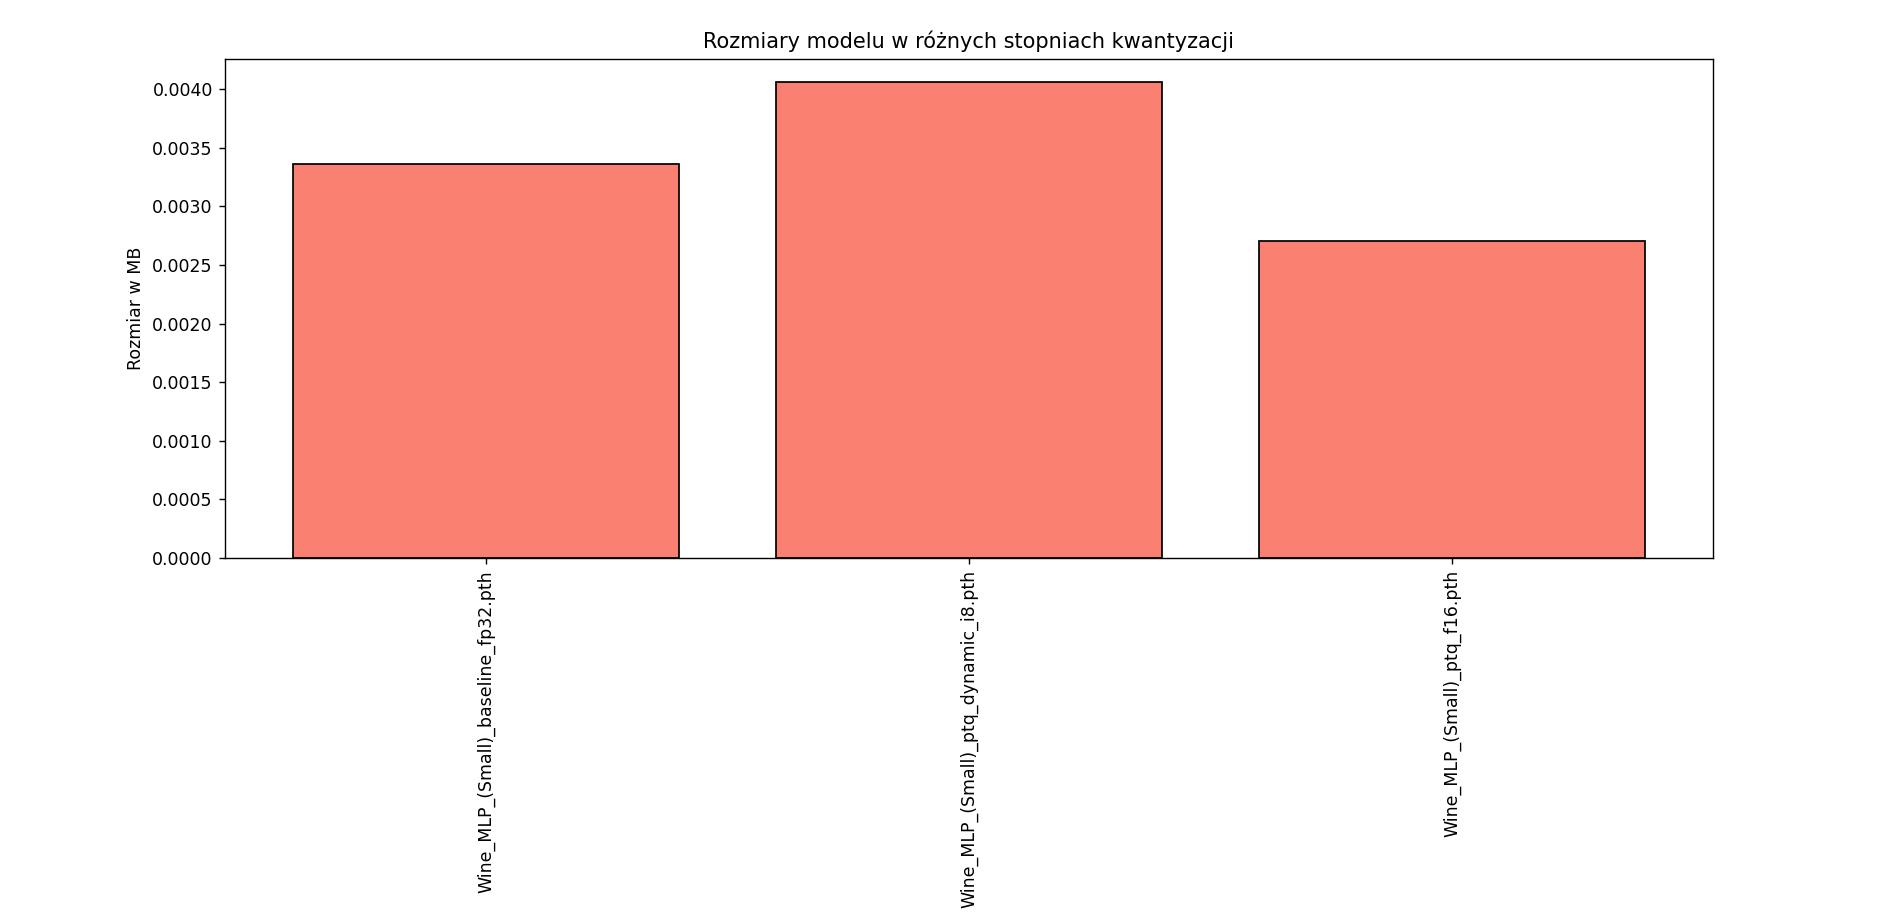 Rozmiary modelu w różnych stopniach kwantyzacji
Rozmiar w MB
0.0040
0.0035
0.0030
0.0025
0.0020
0.0015
0.0010
0.0005
0.0000
Wine_MLP_(Small)_baseline_fp32.pth
Wine_MLP_(Small)_ptq_dynamic_i8.pth
Wine_MLP_(Small)_ptq_f16.pth